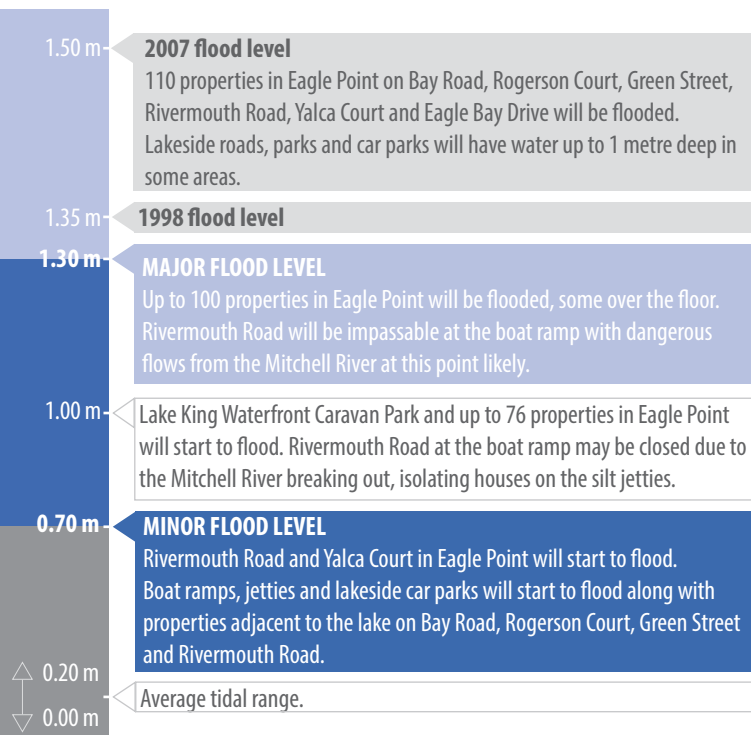 1.50 m
2007 flood level
110 properties in Eagle Point on Bay Road, Rogerson Court, Green Street,
Rivermouth Road, Yalca Court and Eagle Bay Drive will be flooded.
Lakeside roads, parks and car parks will have water up to 1 metre deep in
some areas.
1.35 m
1998 flood level
1.30 m
MAJOR FLOOD LEVEL
Up to 100 properties in Eagle Point will be flooded, some over the floor.
Rivermouth Road will be impassable at the boat ramp with dangerous
flows from the Mitchell River at this point likely.
1.00 m
Lake King Waterfront Caravan Park and up to 76 properties in Eagle Point
will start to flood. Rivermouth Road at the boat ramp may be closed due to
the Mitchell River breaking out, isolating houses on the silt jetties.
0.70 m
MINOR FLOOD LEVEL
Rivermouth Road and Yalca Court in Eagle Point will start to flood.
Boat ramps, jetties and lakeside car parks will start to flood along with
properties adjacent to the lake on Bay Road, Rogerson Court, Green Street
and Rivermouth Road.
0.20 m
Average tidal range.
0.00 m